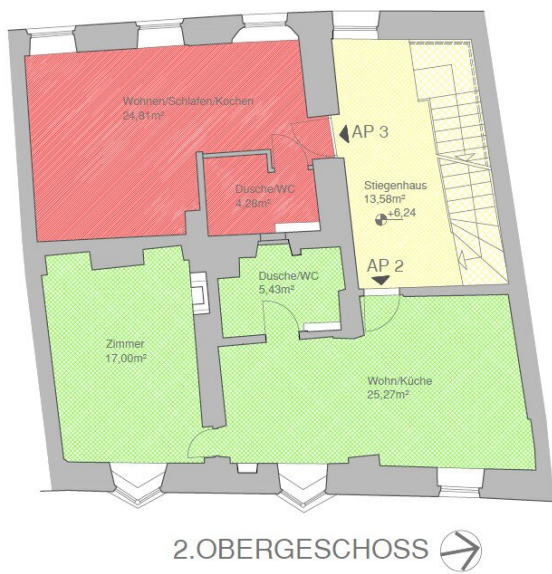 Wohnen/Schlafen/Kochen
24,81m²
AP 3
Dusche/WC
4,28m²
Stiegenhaus
13,58m²
+6,24
AP 2
Dusche/WC
5,43m²
Zimmer
17,00m²
Wohn/Küche
25,27m²
2.OBERGESCHOSS